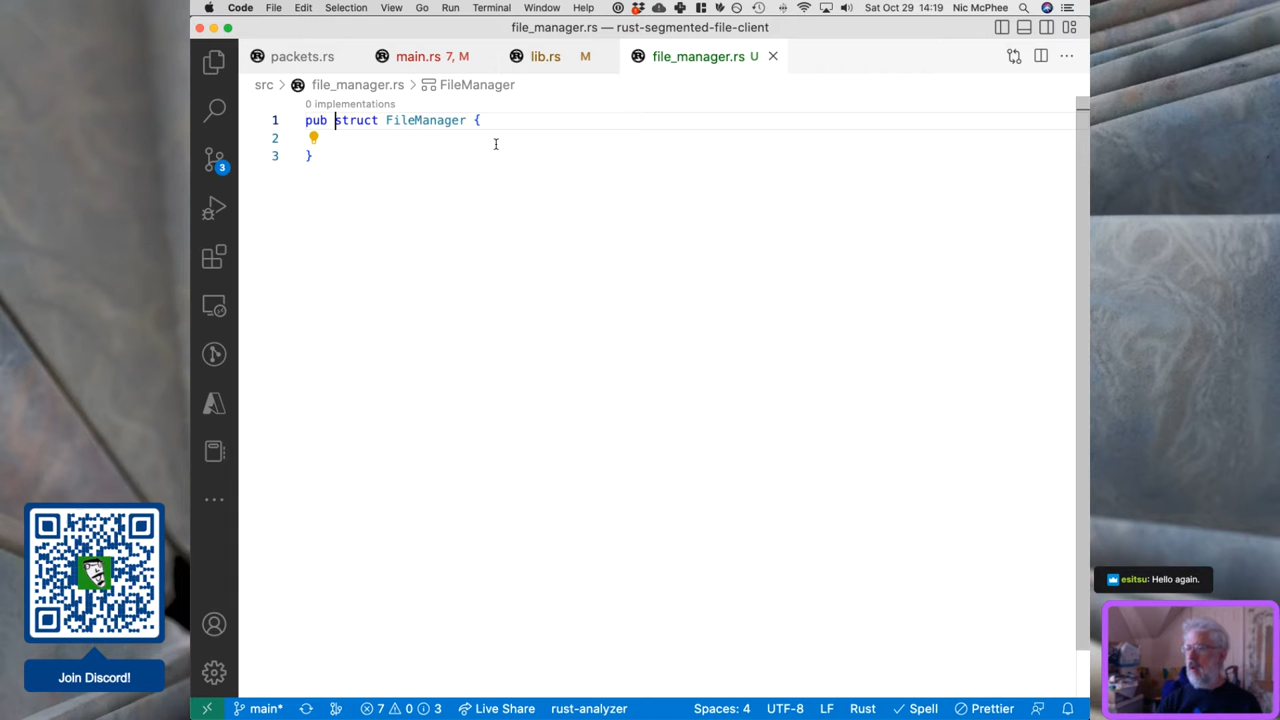 Code File Edit Selection View Go Run Terminal Window Help Sat Oct 29 14:19 Nic McPhee
file_manager.rs — rust-segmented-file-client
packets.rs main.rs 7, M lib.rs M file_manager.rs U
src > file_manager.rs > FileManager
0 implementations
1 pub struct FileManager {
2
3 }
3
Join Discord!
esitsu: Hello again.
main* 7 0 3 Live Share rust-analyzer Spaces: 4 UTF-8 LF Rust Spell Prettier